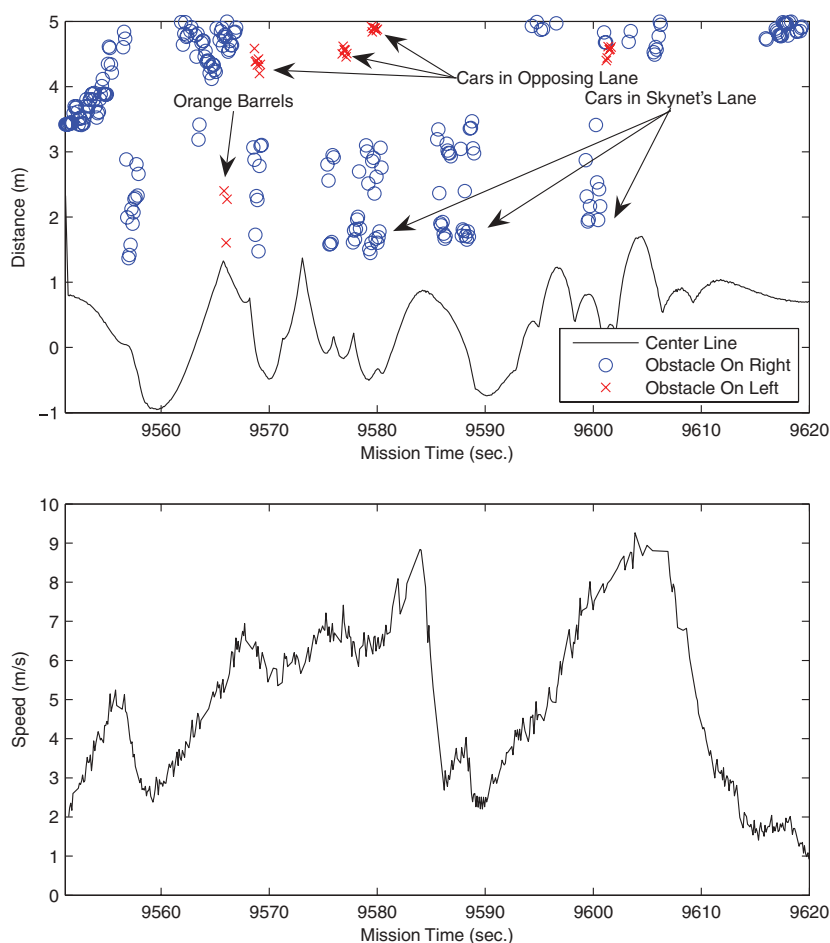 5
4
3
2
1
0
−1
Distance (m)
Orange Barrels
Cars in Opposing Lane
Cars in Skynet's Lane
Center Line
Obstacle On Right
Obstacle On Left
9560 9570 9580 9590 9600 9610 9620
Mission Time (sec.)
10
9
8
7
6
5
4
3
2
1
0
Speed (m/s)
9560 9570 9580 9590 9600 9610 9620
Mission Time (sec.)